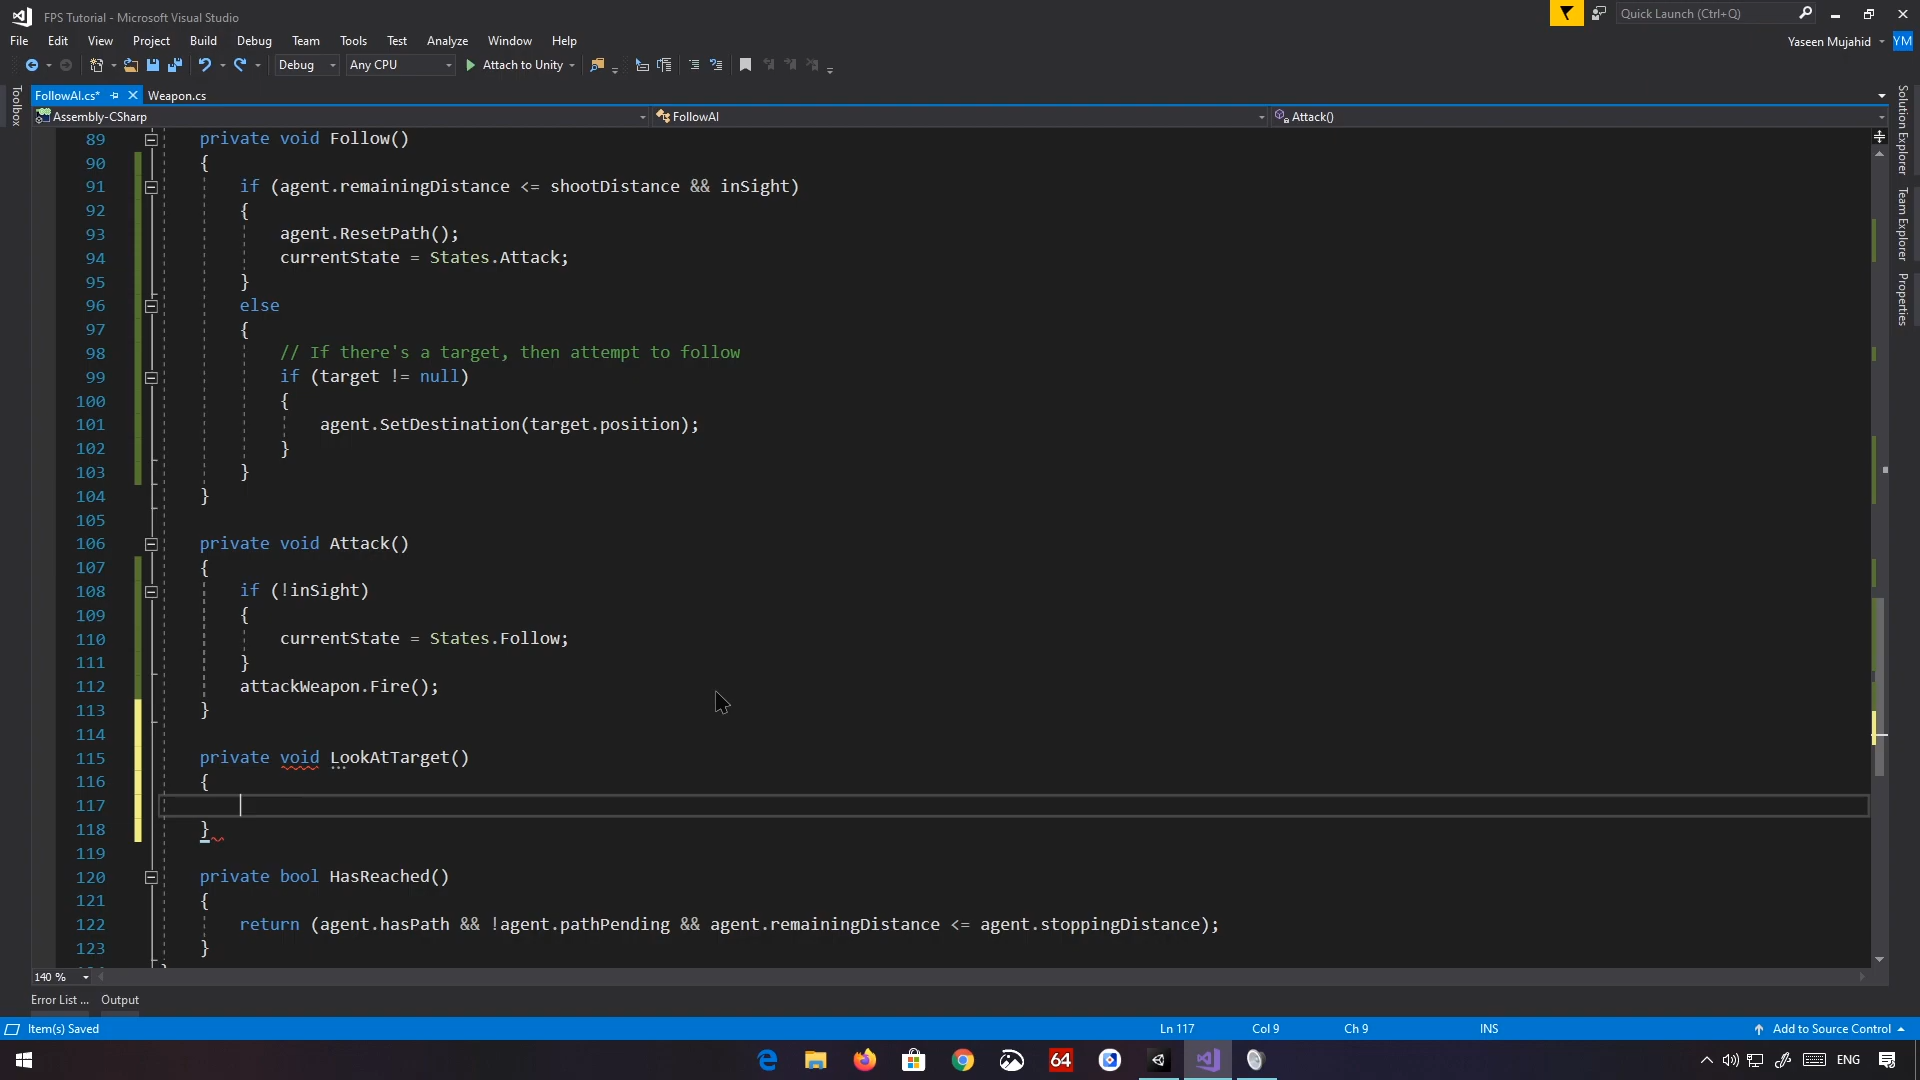 FPS Tutorial - Microsoft Visual Studio
Quick Launch (Ctrl+Q)
File Edit View Project Build Debug Team Tools Test Analyze Window Help
Yaseen Mujahid YM
Debug Any CPU Attach to Unity
Toolbox
FollowAI.cs* Weapon.cs
Assembly-CSharp FollowAI Attack()
Solution Explorer
Team Explorer
Properties
89 private void Follow()
90 {
91 if (agent.remainingDistance <= shootDistance && inSight)
92 {
93 agent.ResetPath();
94 currentState = States.Attack;
95 }
96 else
97 {
98 // If there's a target, then attempt to follow
99 if (target != null)
100 {
101 agent.SetDestination(target.position);
102 }
103 }
104 }
105
106 private void Attack()
107 {
108 if (!inSight)
109 {
110 currentState = States.Follow;
111 }
112 attackWeapon.Fire();
113 }
114
115 private void LookAtTarget()
116 {
117
118 }
119
120 private bool HasReached()
121 {
122 return (agent.hasPath && !agent.pathPending && agent.remainingDistance <= agent.stoppingDistance);
123 }
140 %
Error List ... Output
Item(s) Saved Ln 117 Col 9 Ch 9 INS Add to Source Control
64 ENG